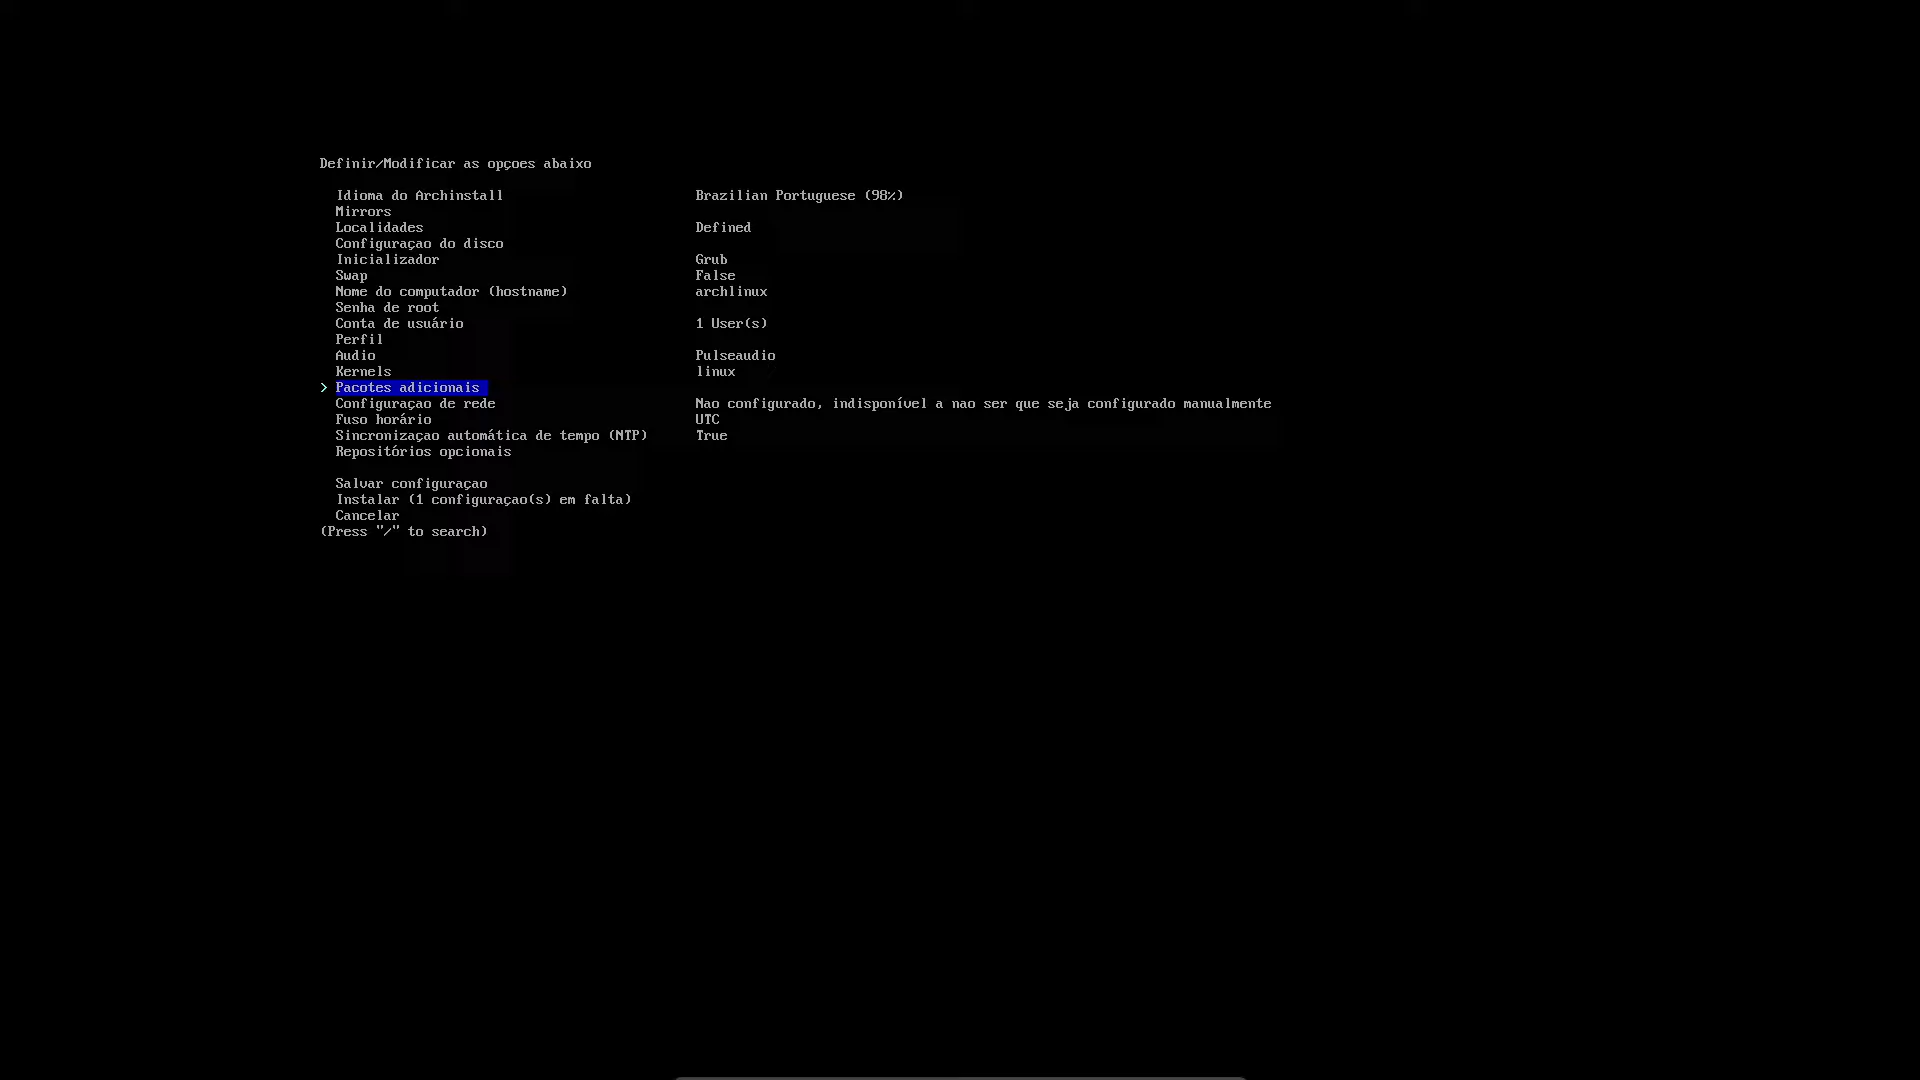 Definir/Modificar as opçoes abaixo
Idioma do Archinstall Brazilian Portuguese (98%)
Mirrors
Localidades Defined
Configuraçao do disco
Inicializador Grub
Swap False
Nome do computador (hostname) archlinux
Senha de root
Conta de usuário 1 User(s)
Perfil
Audio Pulseaudio
Kernels linux
> Pacotes adicionais
Configuraçao de rede Nao configurado, indisponível a nao ser que seja configurado manualmente
Fuso horário UTC
Sincronizaçao automática de tempo (NTP) True
Repositórios opcionais
Salvar configuraçao
Instalar (1 configuraçao(s) em falta)
Cancelar
(Press "/" to search)